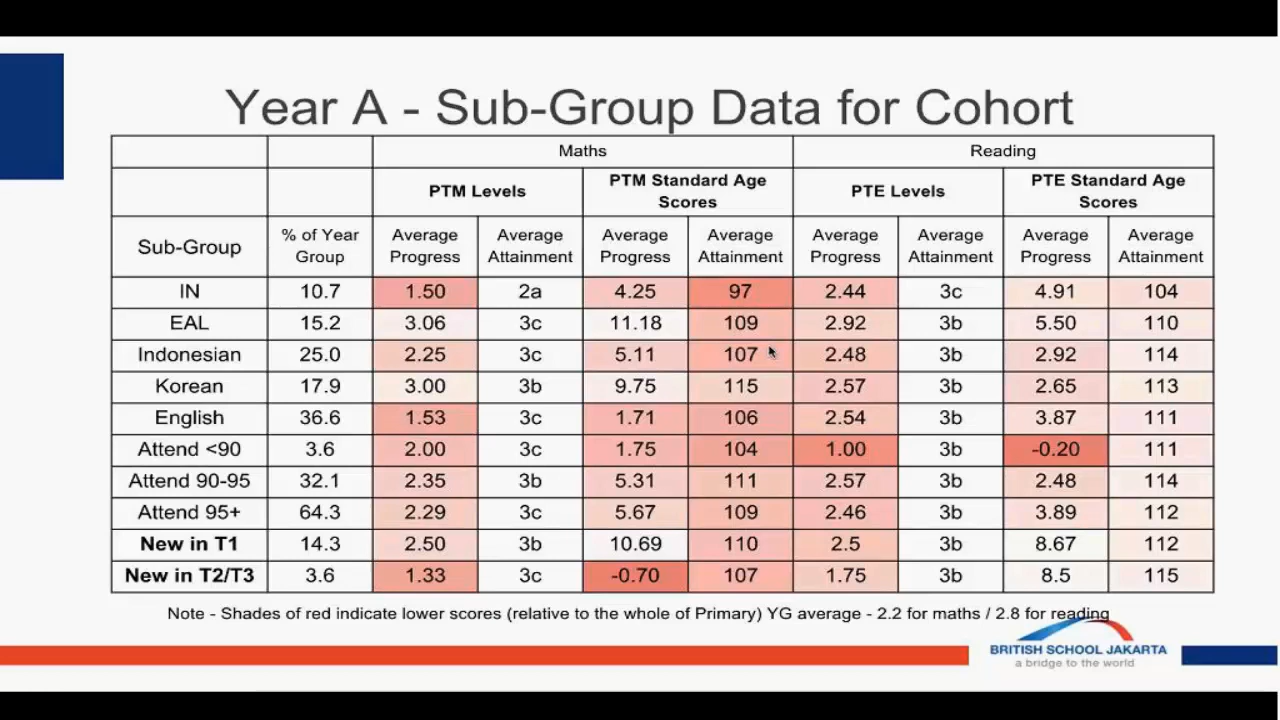 Year A - Sub-Group Data for Cohort
Maths Reading
PTM Levels PTM Standard Age Scores PTE Levels PTE Standard Age Scores
Sub-Group % of Year Group Average Progress Average Attainment Average Progress Average Attainment Average Progress Average Attainment Average Progress Average Attainment
IN 10.7 1.50 2a 4.25 97 2.44 3c 4.91 104
EAL 15.2 3.06 3c 11.18 109 2.92 3b 5.50 110
Indonesian 25.0 2.25 3c 5.11 107 2.48 3b 2.92 114
Korean 17.9 3.00 3b 9.75 115 2.57 3b 2.65 113
English 36.6 1.53 3c 1.71 106 2.54 3b 3.87 111
Attend <90 3.6 2.00 3c 1.75 104 1.00 3b -0.20 111
Attend 90-95 32.1 2.35 3b 5.31 111 2.57 3b 2.48 114
Attend 95+ 64.3 2.29 3c 5.67 109 2.46 3b 3.89 112
New in T1 14.3 2.50 3b 10.69 110 2.5 3b 8.67 112
New in T2/T3 3.6 1.33 3c -0.70 107 1.75 3b 8.5 115
Note - Shades of red indicate lower scores (relative to the whole of Primary) YG average - 2.2 for maths / 2.8 for reading
BRITISH SCHOOL JAKARTA
a bridge to the world